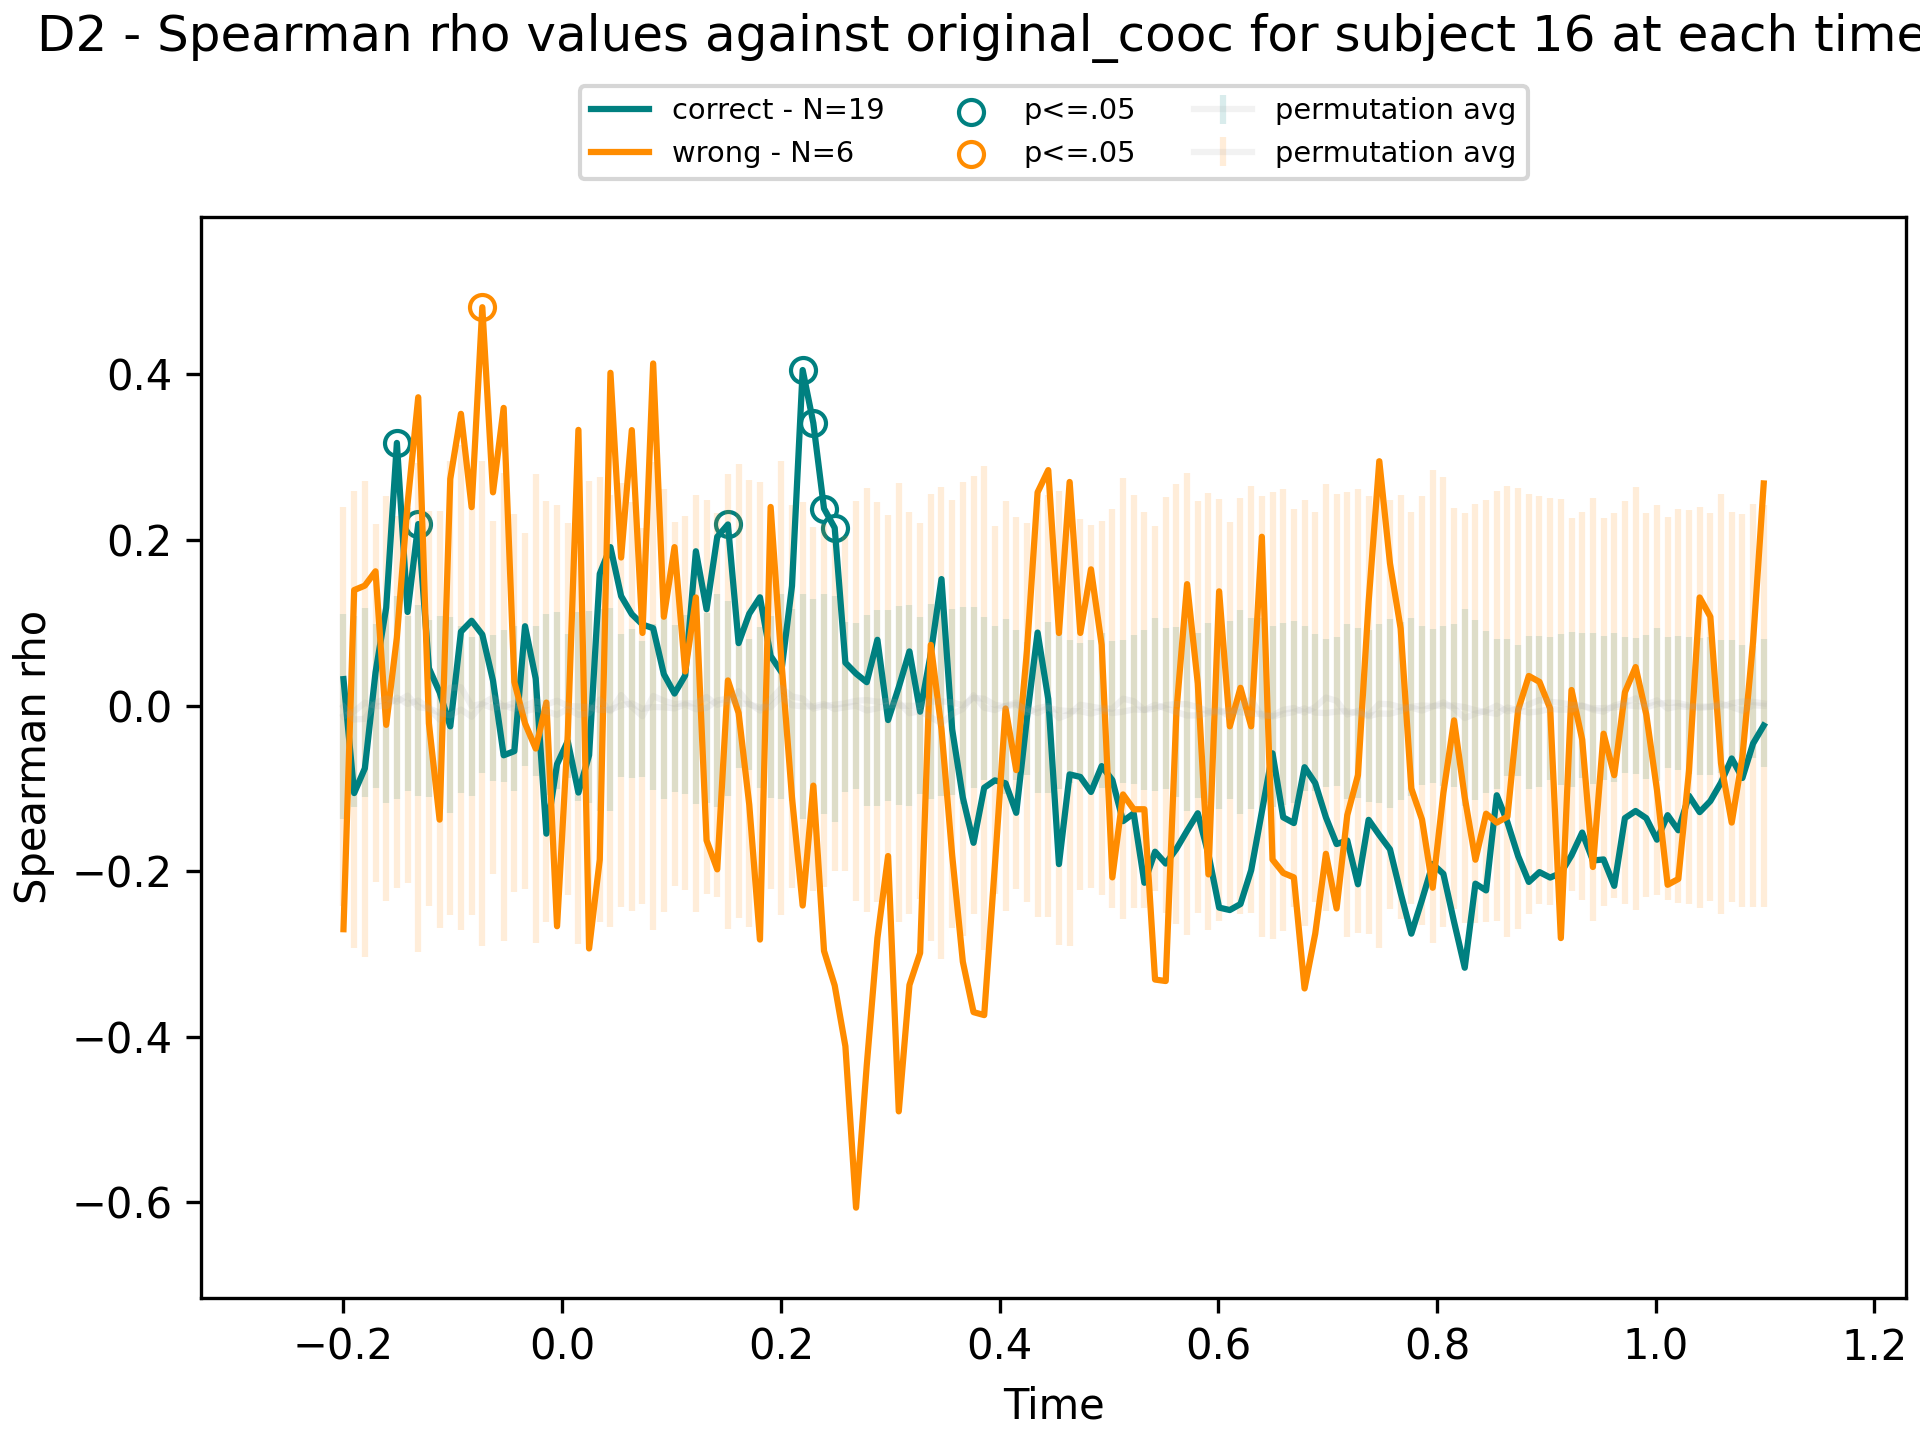 D2 - Spearman rho values against original_cooc for subject 16 at each time
correct - N=19
wrong - N=6
p<=.05
p<=.05
permutation avg
permutation avg
Spearman rho
0.4
0.2
0.0
−0.2
−0.4
−0.6
−0.2 0.0 0.2 0.4 0.6 0.8 1.0 1.2
Time